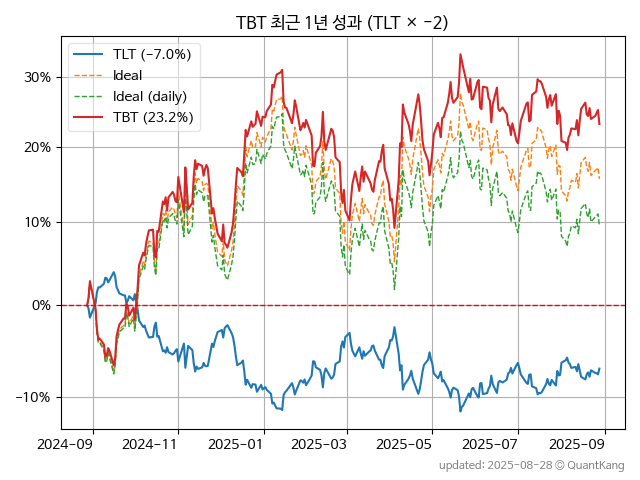 TBT 최근 1년 성과 (TLT × −2)
TLT (−7.0%)
Ideal
Ideal (daily)
TBT (23.2%)
30%
20%
10%
0%
−10%
2024-09 2024-11 2025-01 2025-03 2025-05 2025-07 2025-09
updated: 2025-08-28 © QuantKang